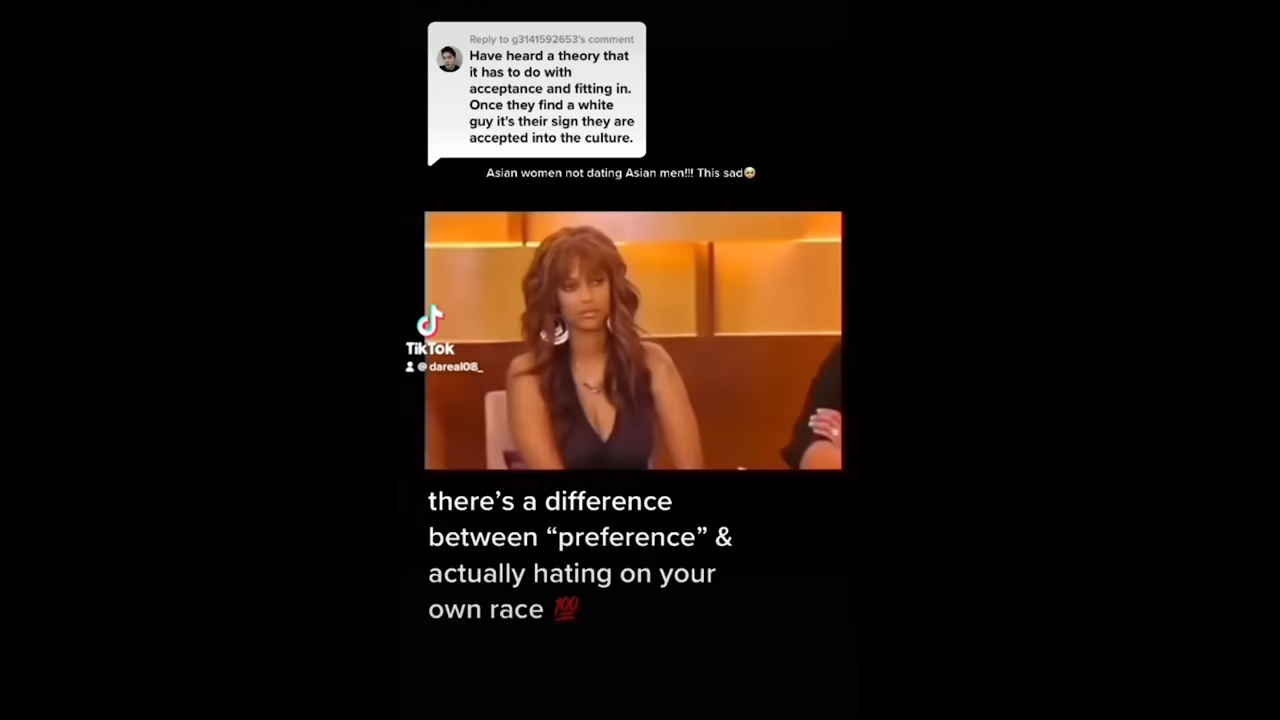 Reply to g3141592653's comment
Have heard a theory that
it has to do with
acceptance and fitting in.
Once they find a white
guy it's their sign they are
accepted into the culture.
Asian women not dating Asian men!!! This sad🥹
TikTok
@dareal08_
there’s a difference
between “preference” &
actually hating on your
own race 💯